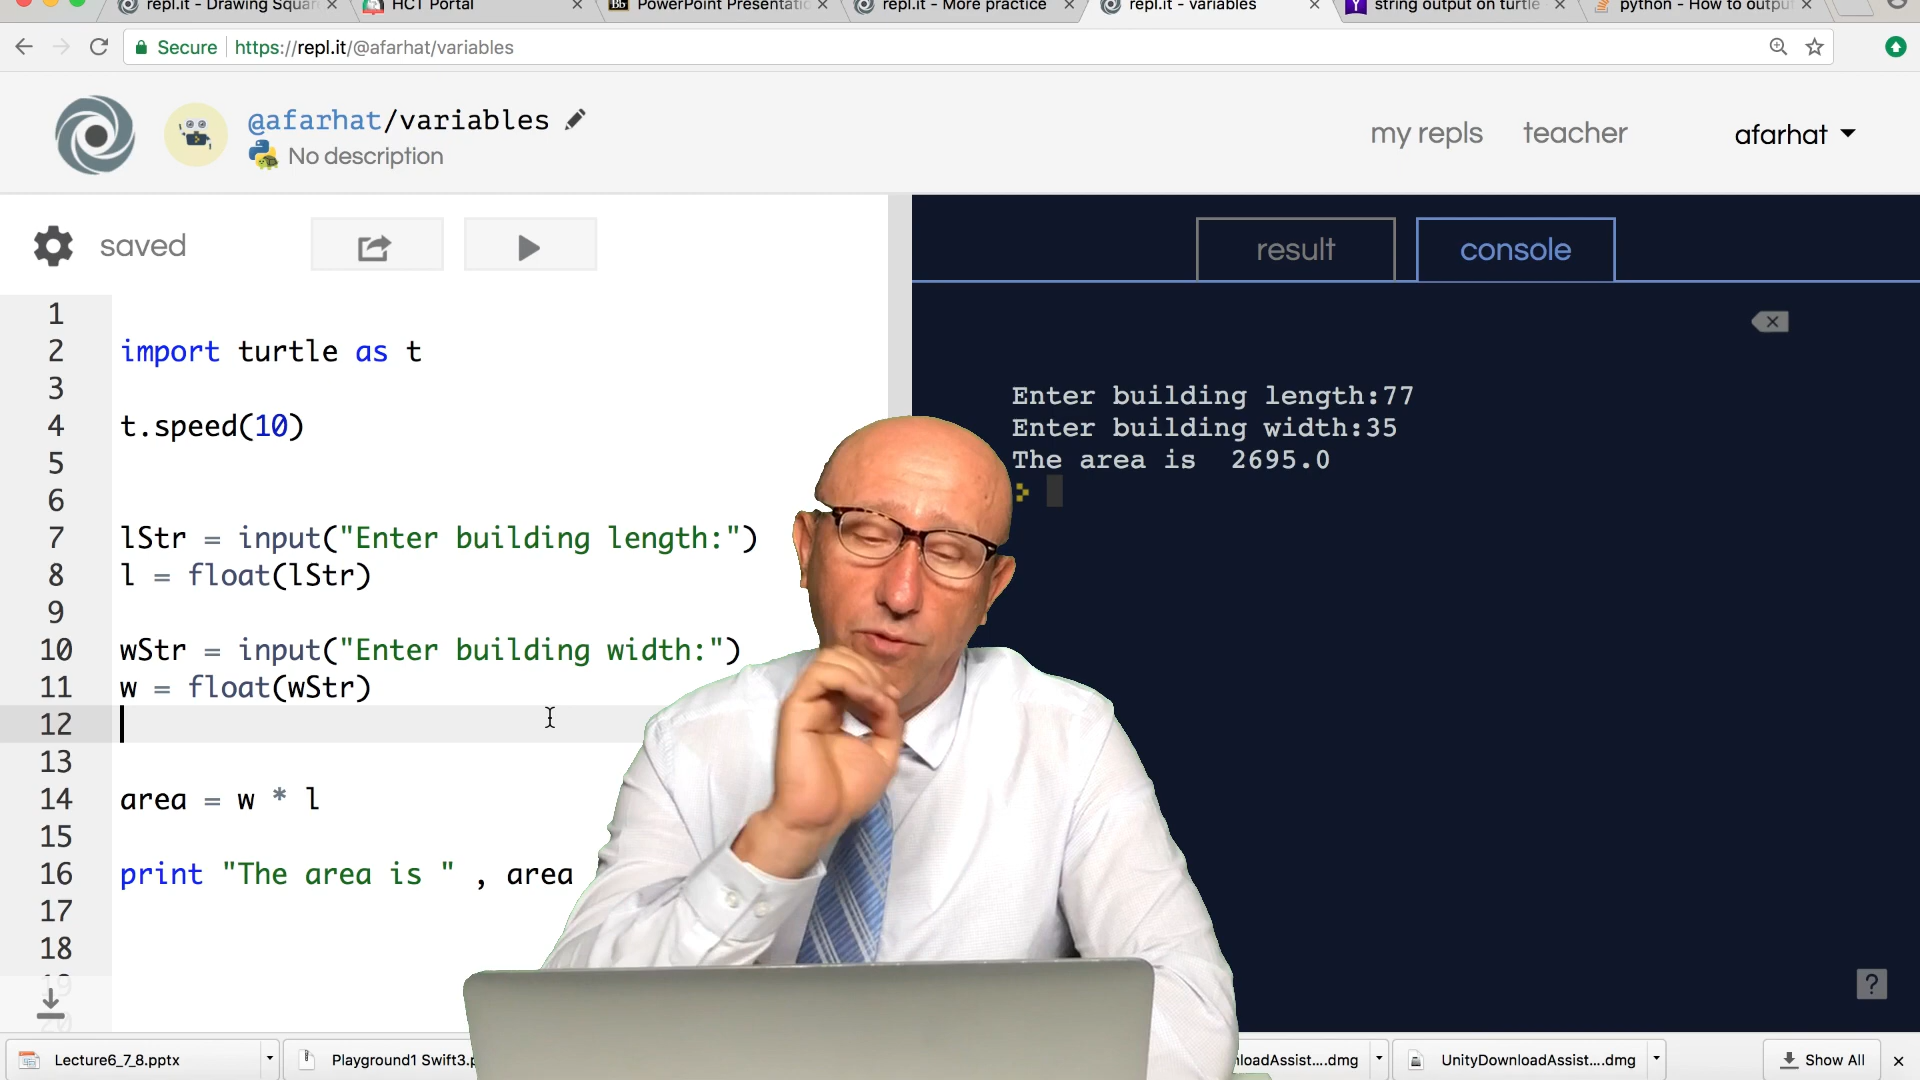 repl.it - Drawing Squar
HCT Portal
Bb PowerPoint Presentatio
repl.it - More practice
repl.it - variables
string output on turtle
python - How to outpu
Secure https://repl.it/@afarhat/variables
@afarhat/variables
No description
my repls
teacher
afarhat
saved
result
console
1
2 import turtle as t
3
4 t.speed(10)
5
6
7 lStr = input("Enter building length:")
8 l = float(lStr)
9
10 wStr = input("Enter building width:")
11 w = float(wStr)
12
13
14 area = w * l
15
16 print "The area is " , area
17
18
19
20
Enter building length:77
Enter building width:35
The area is  2695.0
?
Lecture6_7_8.pptx
Playground1 Swift3.p
nloadAssist....dmg
UnityDownloadAssist....dmg
Show All